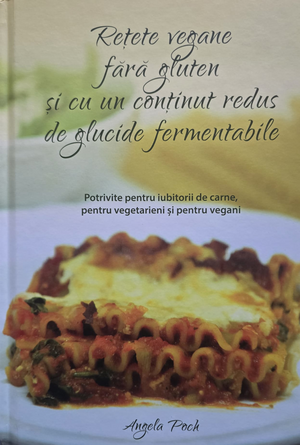 Rețete vegane
fără gluten
și cu un conținut redus
de glucide fermentabile
Potrivite pentru iubitorii de carne,
pentru vegetarieni și pentru vegani
Angela Poch